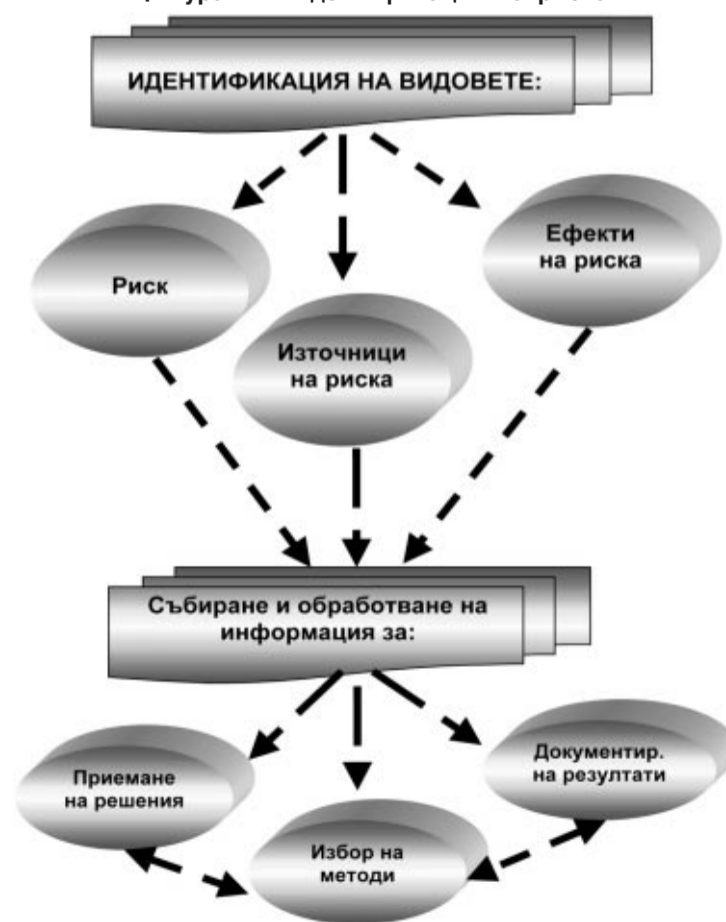 ИДЕНТИФИКАЦИЯ НА ВИДОВЕТЕ:
Риск
Ефекти
на риска
Източници
на риска
Събиране и обработване на
информация за:
Приемане
на решения
Документир.
на резултати
Избор на
методи